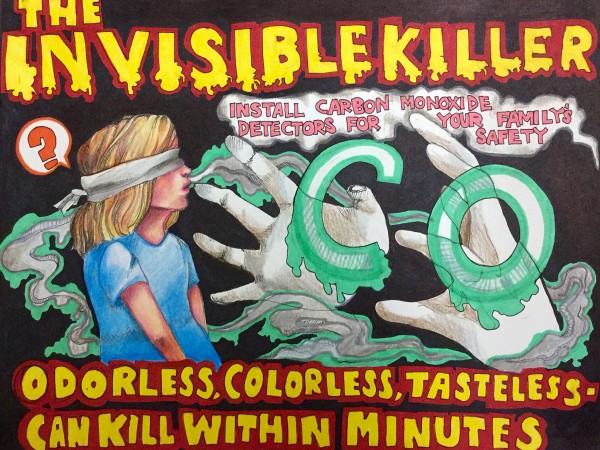 THE
INVISIBLE KILLER
INSTALL CARBON MONOXIDE
DETECTORS FOR YOUR FAMILY'S
SAFETY
?
CO
ODORLESS, COLORLESS, TASTELESS-
CAN KILL WITHIN MINUTES